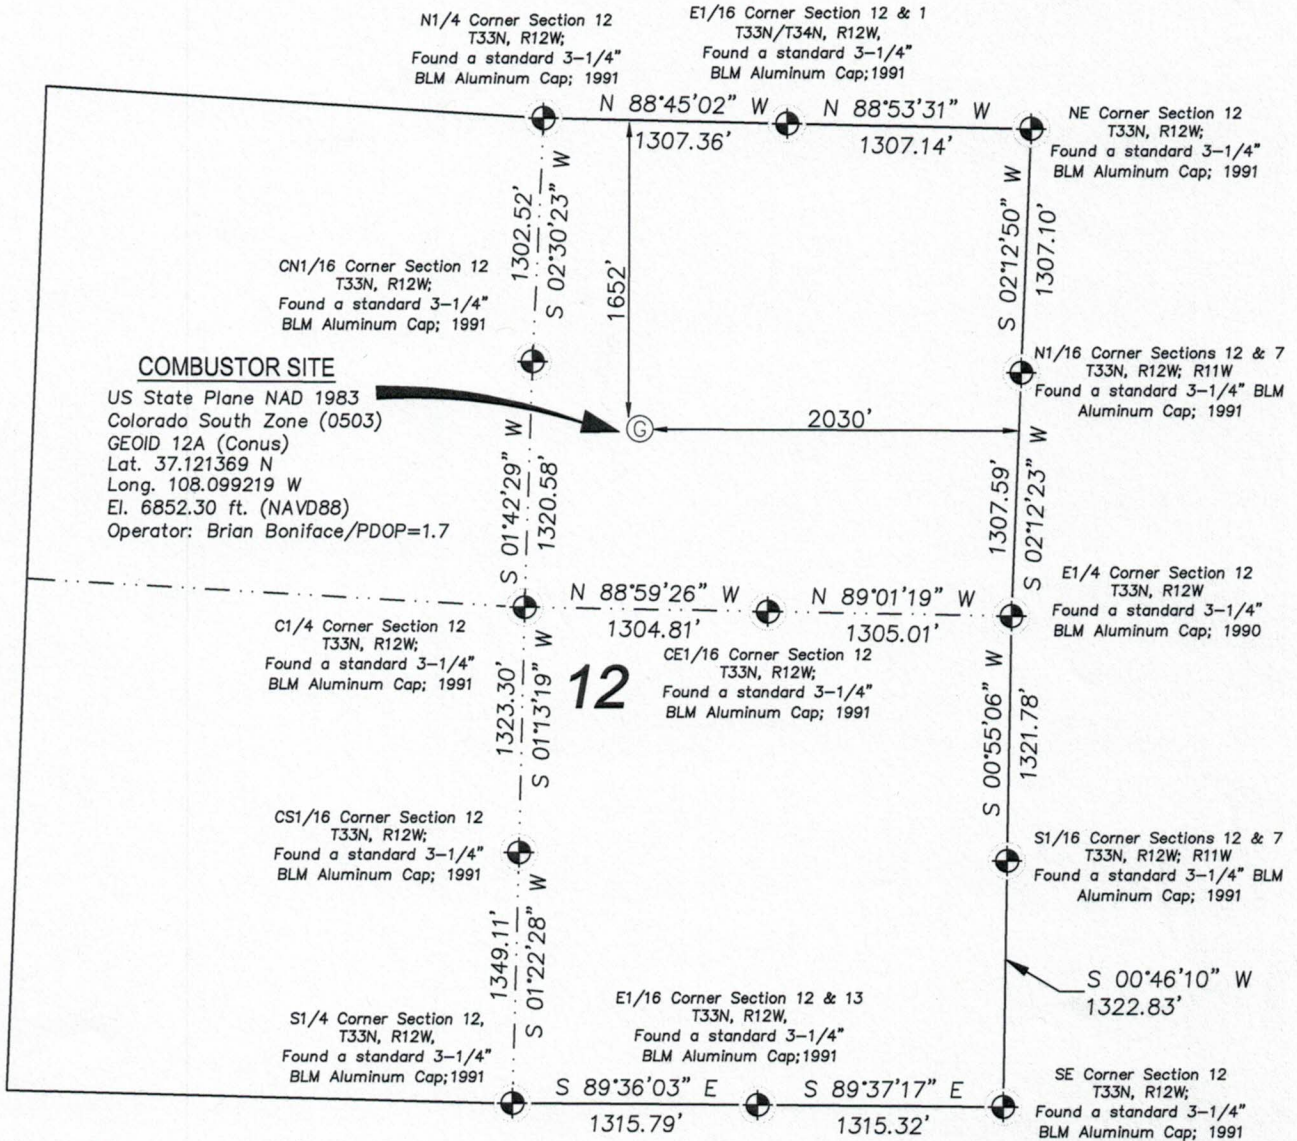 N1/4 Corner Section 12
T33N, R12W;
Found a standard 3–1/4"
BLM Aluminum Cap; 1991
E1/16 Corner Section 12 & 1
T33N/T34N, R12W,
Found a standard 3–1/4"
BLM Aluminum Cap;1991
N 88°45'02" W
1307.36'
N 88°53'31" W
1307.14'
NE Corner Section 12
T33N, R12W;
Found a standard 3–1/4"
BLM Aluminum Cap; 1991
1302.52'
S 02°30'23" W
1652'
S 02°12'50" W
1307.10'
CN1/16 Corner Section 12
T33N, R12W;
Found a standard 3–1/4"
BLM Aluminum Cap; 1991
COMBUSTOR SITE
US State Plane NAD 1983
Colorado South Zone (0503)
GEOID 12A (Conus)
Lat. 37.121369 N
Long. 108.099219 W
El. 6852.30 ft. (NAVD88)
Operator: Brian Boniface/PDOP=1.7
G
2030'
N1/16 Corner Sections 12 & 7
T33N, R12W; R11W
Found a standard 3–1/4" BLM
Aluminum Cap; 1991
S 01°42'29" W
1320.58'
1307.59'
S 02°12'23" W
N 88°59'26" W
1304.81'
N 89°01'19" W
1305.01'
E1/4 Corner Section 12
T33N, R12W
Found a standard 3–1/4"
BLM Aluminum Cap; 1990
C1/4 Corner Section 12
T33N, R12W;
Found a standard 3–1/4"
BLM Aluminum Cap; 1991
1323.30'
S 01°13'19" W
12
CE1/16 Corner Section 12
T33N, R12W;
Found a standard 3–1/4"
BLM Aluminum Cap; 1991
S 00°55'06" W
1321.78'
CS1/16 Corner Section 12
T33N, R12W;
Found a standard 3–1/4"
BLM Aluminum Cap; 1991
S1/16 Corner Sections 12 & 7
T33N, R12W; R11W
Found a standard 3–1/4" BLM
Aluminum Cap; 1991
1349.11'
S 01°22'28" W
S 00°46'10" W
1322.83'
S1/4 Corner Section 12,
T33N, R12W,
Found a standard 3–1/4"
BLM Aluminum Cap;1991
E1/16 Corner Section 12 & 13
T33N, R12W,
Found a standard 3–1/4"
BLM Aluminum Cap;1991
S 89°36'03" E
1315.79'
S 89°37'17" E
1315.32'
SE Corner Section 12
T33N, R12W;
Found a standard 3–1/4"
BLM Aluminum Cap; 1991